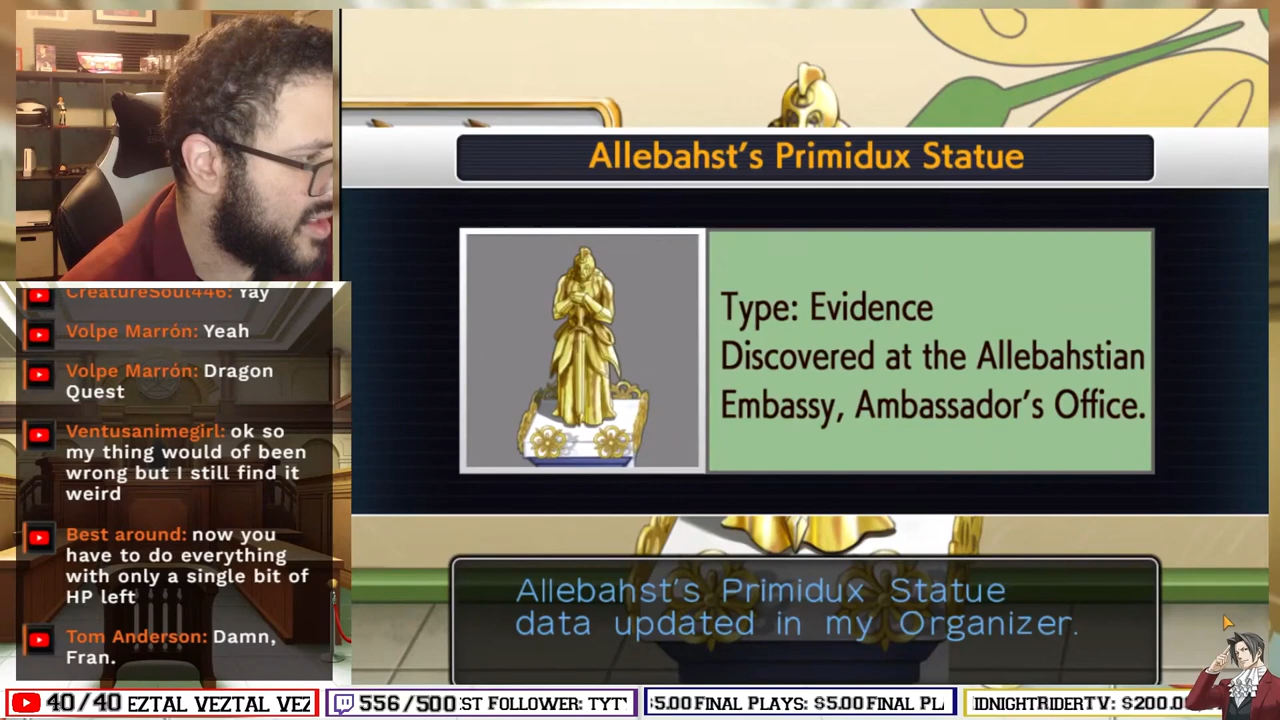 Allebahst's Primidux Statue
Type: Evidence
Discovered at the Allebahstian
Embassy, Ambassador's Office.
Allebahst's Primidux Statue
data updated in my Organizer.
CreatureSoul446: Yay
Volpe Marrón: Yeah
Volpe Marrón: Dragon
Quest
Ventusanimegirl: ok so
my thing would of been
wrong but I still find it
weird
Best around: now you
have to do everything
with only a single bit of
HP left
Tom Anderson: Damn,
Fran.
40/40 EZTAL VEZTAL VEZ
556/500 ST FOLLOWER: TYT
5.00 FINAL PLAYS: $5.00 FINAL PL
IDNIGHTRIDERTV: $200.0